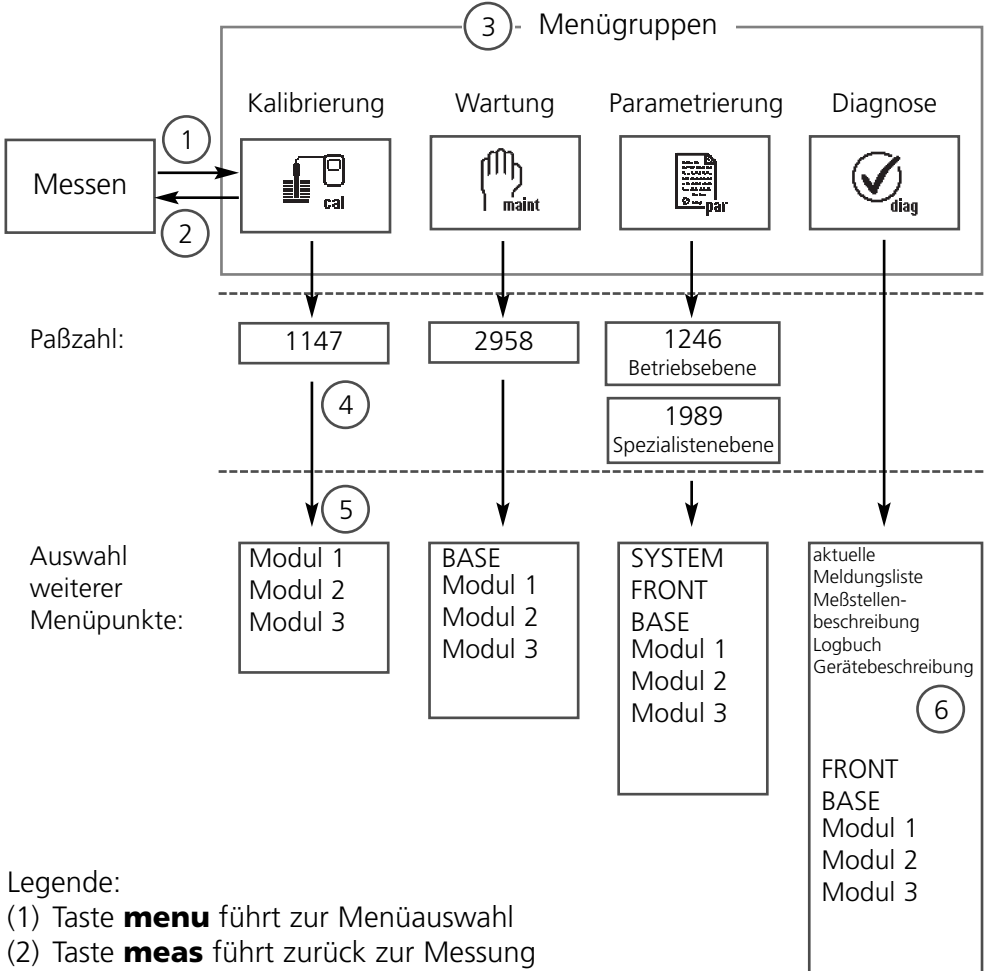 3 Menügruppen
Kalibrierung Wartung Parametrierung Diagnose
Messen
1
2
cal
maint
par
diag
Paßzahl:
1147
2958
1246
Betriebsebene
1989
Spezialistenebene
4
5
Auswahl
weiterer
Menüpunkte:
Modul 1
Modul 2
Modul 3
BASE
Modul 1
Modul 2
Modul 3
SYSTEM
FRONT
BASE
Modul 1
Modul 2
Modul 3
aktuelle
Meldungsliste
Meßstellen-
beschreibung
Logbuch
Gerätebeschreibung
6
FRONT
BASE
Modul 1
Modul 2
Modul 3
Legende:
(1) Taste menu führt zur Menüauswahl
(2) Taste meas führt zurück zur Messung